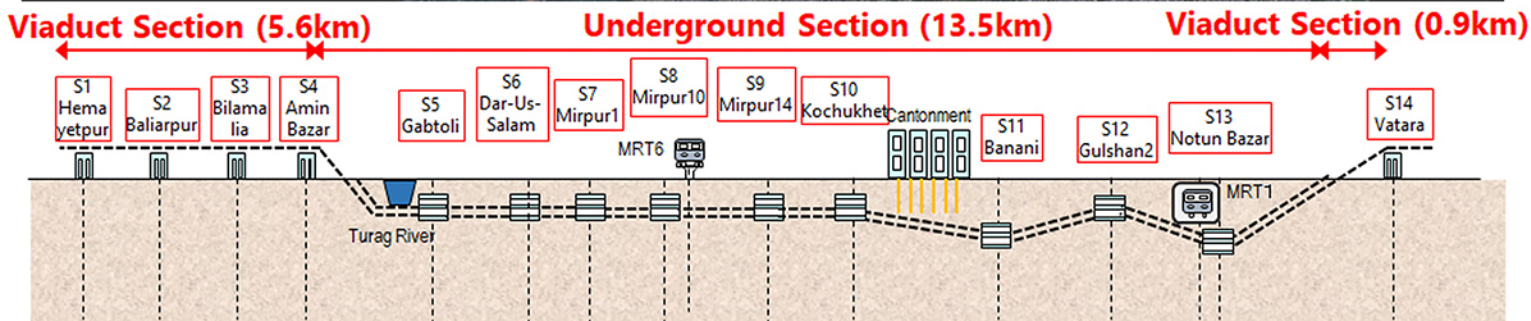 Viaduct Section (5.6km)
Underground Section (13.5km)
Viaduct Section (0.9km)
S1
Hema
yetpur
S2
Baliarpur
S3
Bilama
lia
S4
Amin
Bazar
S5
Gabtoli
S6
Dar-Us-
Salam
S7
Mirpur1
S8
Mirpur10
S9
Mirpur14
S10
Kochukhet
Cantonment
S11
Banani
S12
Gulshan2
S13
Notun Bazar
S14
Vatara
MRT6
MRT1
Turag River